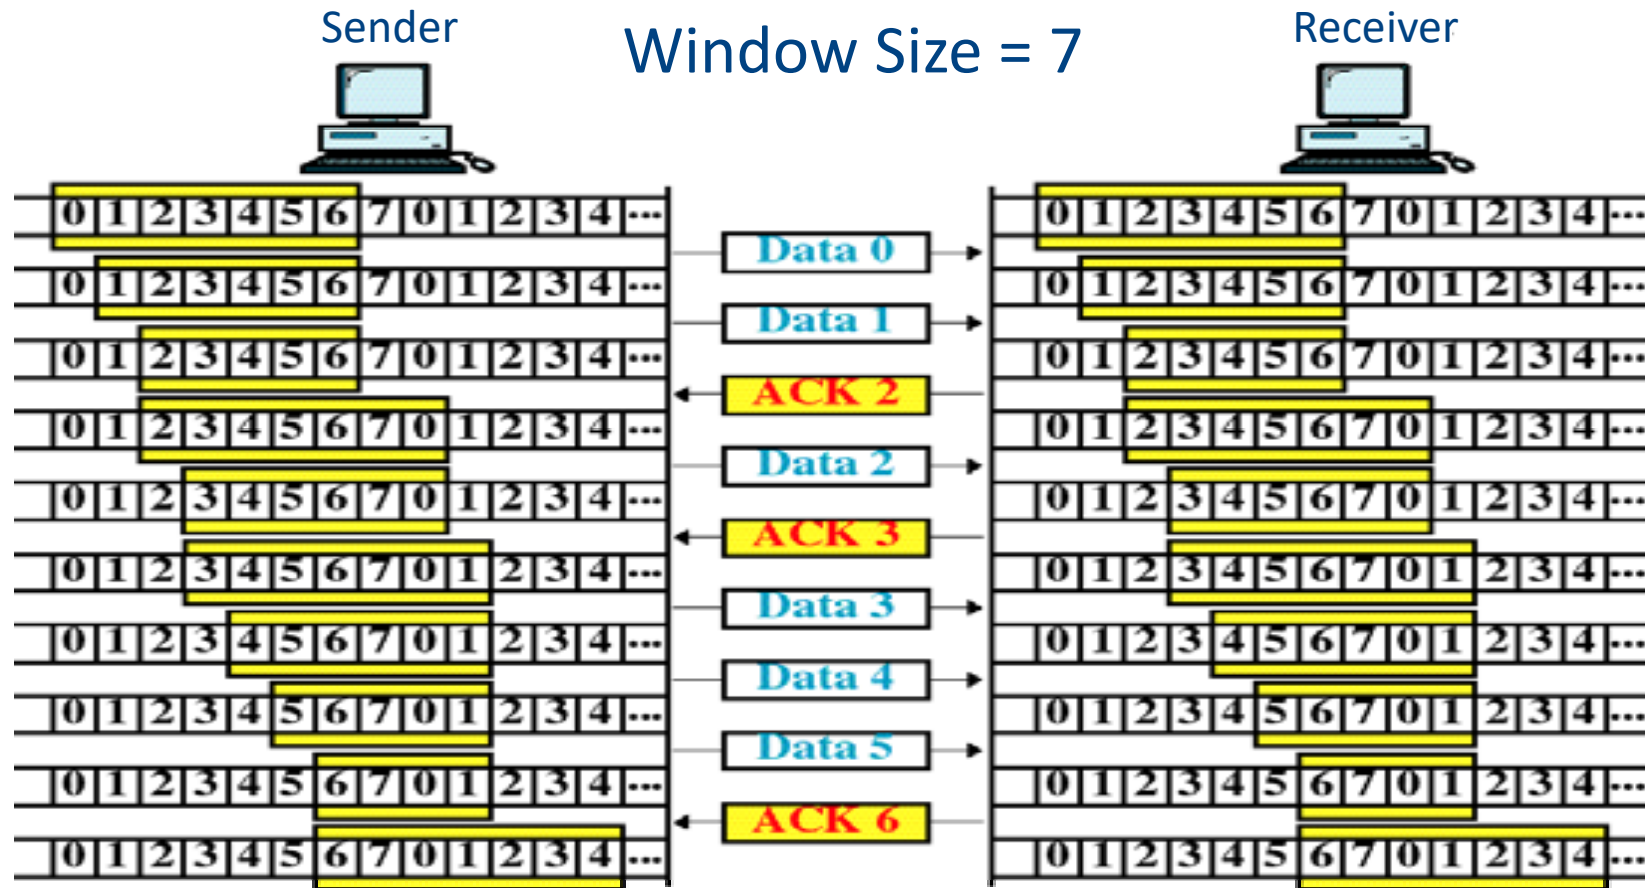 Sender Window Size = 7 Receiver
0 1 2 3 4 5 6 7 0 1 2 3 4 ... 0 1 2 3 4 5 6 7 0 1 2 3 4 ...
Data 0
0 1 2 3 4 5 6 7 0 1 2 3 4 ... 0 1 2 3 4 5 6 7 0 1 2 3 4 ...
Data 1
0 1 2 3 4 5 6 7 0 1 2 3 4 ... 0 1 2 3 4 5 6 7 0 1 2 3 4 ...
ACK 2
0 1 2 3 4 5 6 7 0 1 2 3 4 ... 0 1 2 3 4 5 6 7 0 1 2 3 4 ...
Data 2
0 1 2 3 4 5 6 7 0 1 2 3 4 ... 0 1 2 3 4 5 6 7 0 1 2 3 4 ...
ACK 3
0 1 2 3 4 5 6 7 0 1 2 3 4 ... 0 1 2 3 4 5 6 7 0 1 2 3 4 ...
Data 3
0 1 2 3 4 5 6 7 0 1 2 3 4 ... 0 1 2 3 4 5 6 7 0 1 2 3 4 ...
Data 4
0 1 2 3 4 5 6 7 0 1 2 3 4 ... 0 1 2 3 4 5 6 7 0 1 2 3 4 ...
Data 5
0 1 2 3 4 5 6 7 0 1 2 3 4 ... 0 1 2 3 4 5 6 7 0 1 2 3 4 ...
ACK 6
0 1 2 3 4 5 6 7 0 1 2 3 4 ... 0 1 2 3 4 5 6 7 0 1 2 3 4 ...